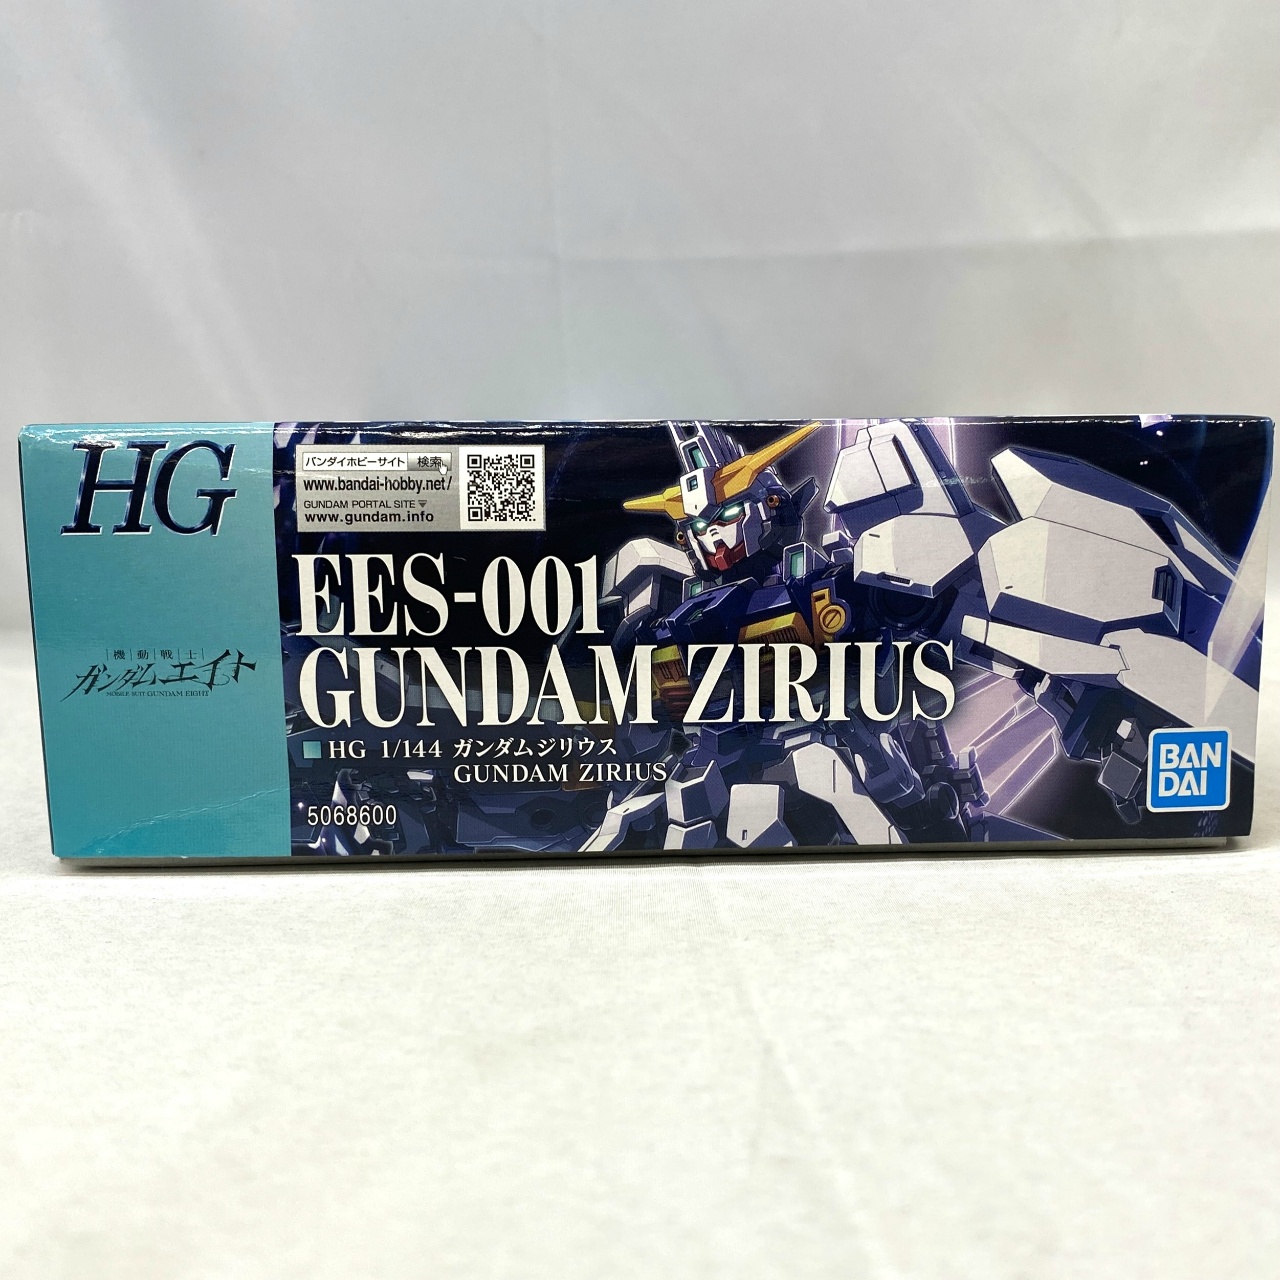 HG
機動戦士
ガンダムエイト
MOBILE SUIT GUNDAM EIGHT
バンダイホビーサイト 検索
www.bandai-hobby.net/
GUNDAM PORTAL SITE
www.gundam.info
EES-001
GUNDAM ZIRIUS
HG 1/144 ガンダムジリウス
GUNDAM ZIRIUS
5068600
BAN
DAI